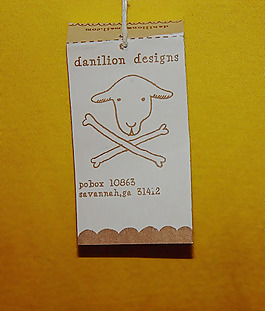 danilion designs
pobox 10863
savannah,ga 31412